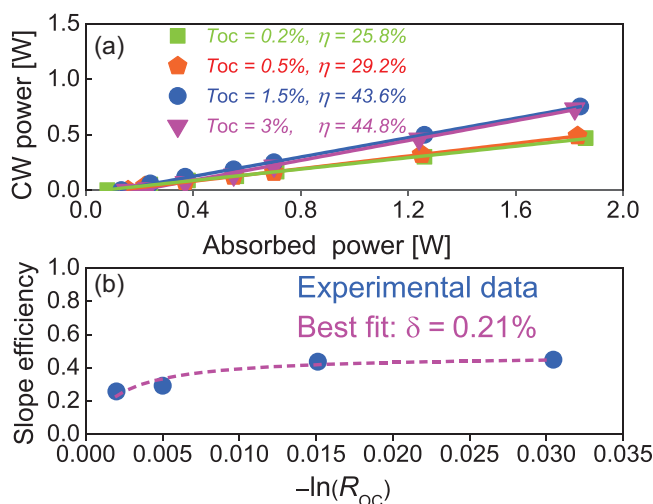 (a)
Toc = 0.2%, η = 25.8%
Toc = 0.5%, η = 29.2%
Toc = 1.5%, η = 43.6%
Toc = 3%, η = 44.8%
CW power [W]
1.5
1.0
0.5
0.0
0.4 0.8 1.2 1.6 2.0
Absorbed power [W]
(b)
Experimental data
Best fit: δ = 0.21%
Slope efficiency
1.0
0.8
0.6
0.4
0.2
0.0
0.000 0.005 0.010 0.015 0.020 0.025 0.030 0.035
–ln(ROC)